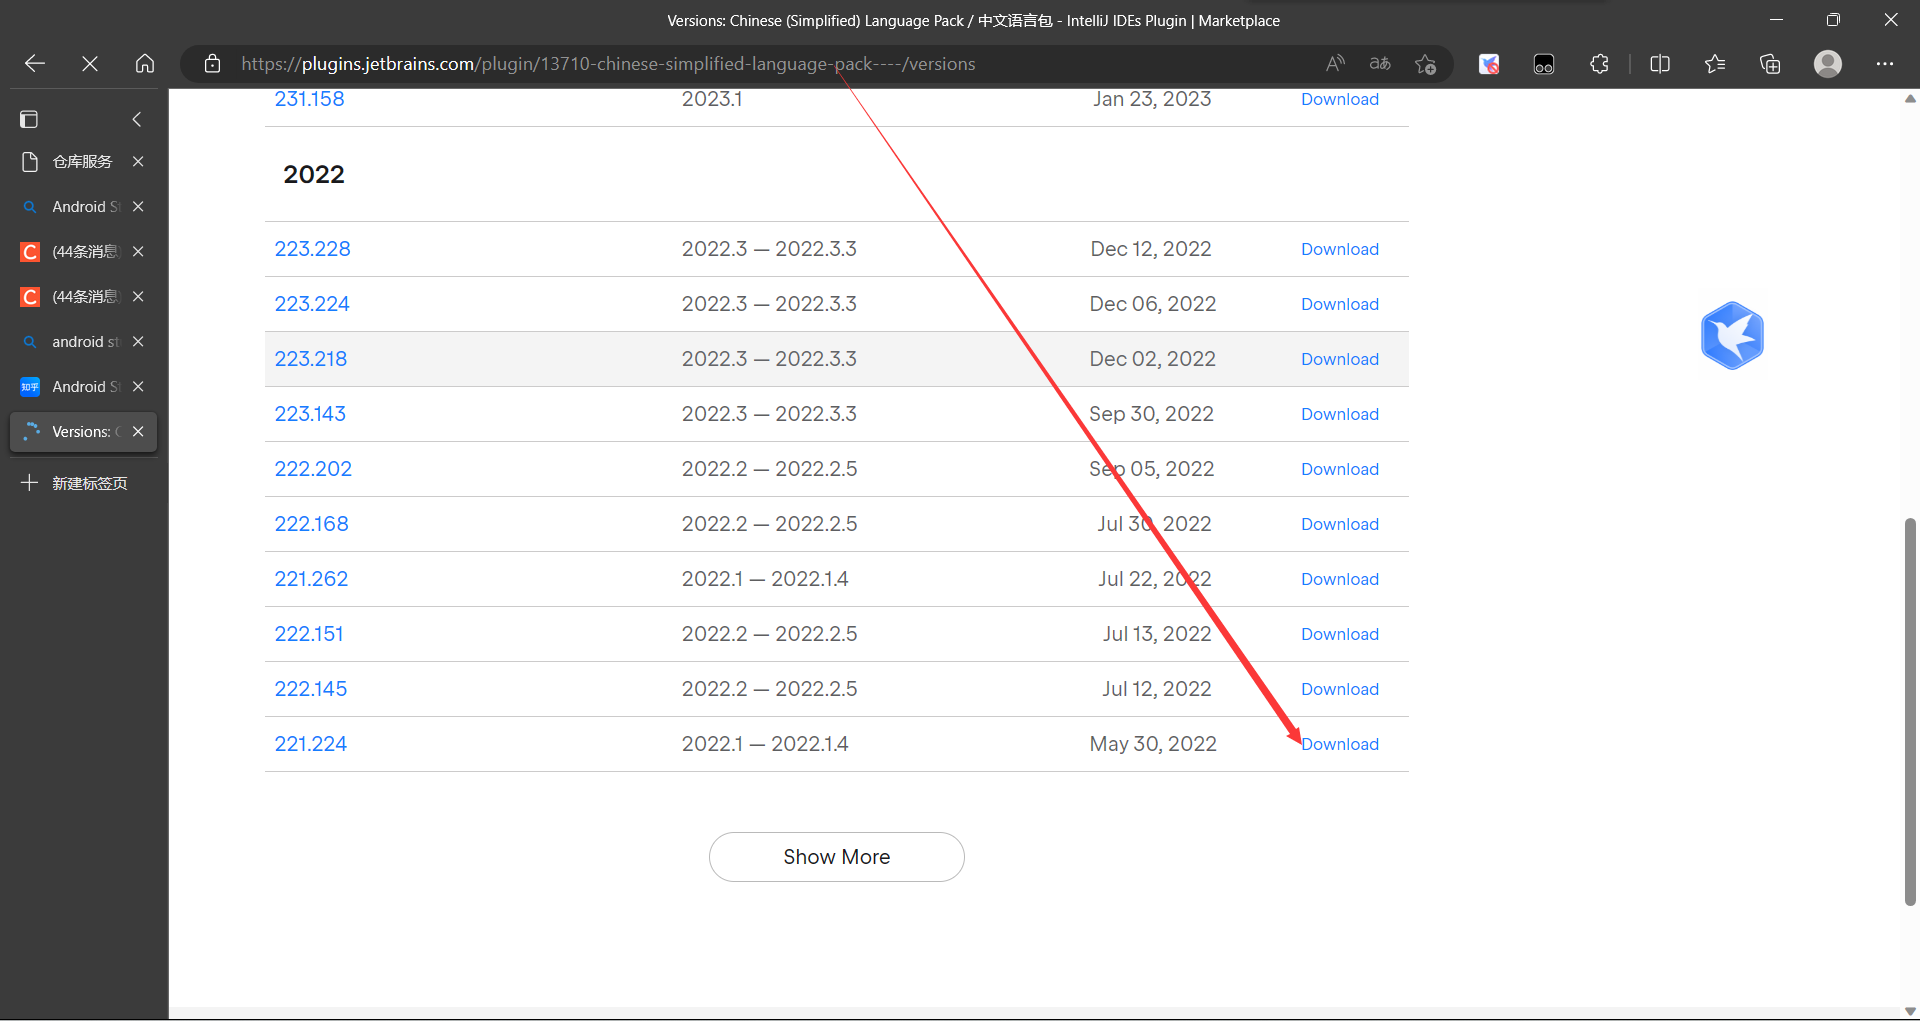 Versions: Chinese (Simplified) Language Pack / 中文语言包 - IntelliJ IDEs Plugin | Marketplace
https://plugins.jetbrains.com/plugin/13710-chinese-simplified-language-pack----/versions
仓库服务
Android S
(44条消息)
(44条消息)
android st
知乎 Android S
Versions: C
新建标签页
231.158 2023.1 Jan 23, 2023 Download
2022
223.228 2022.3 — 2022.3.3 Dec 12, 2022 Download
223.224 2022.3 — 2022.3.3 Dec 06, 2022 Download
223.218 2022.3 — 2022.3.3 Dec 02, 2022 Download
223.143 2022.3 — 2022.3.3 Sep 30, 2022 Download
222.202 2022.2 — 2022.2.5 Sep 05, 2022 Download
222.168 2022.2 — 2022.2.5 Jul 30, 2022 Download
221.262 2022.1 — 2022.1.4 Jul 22, 2022 Download
222.151 2022.2 — 2022.2.5 Jul 13, 2022 Download
222.145 2022.2 — 2022.2.5 Jul 12, 2022 Download
221.224 2022.1 — 2022.1.4 May 30, 2022 Download
Show More